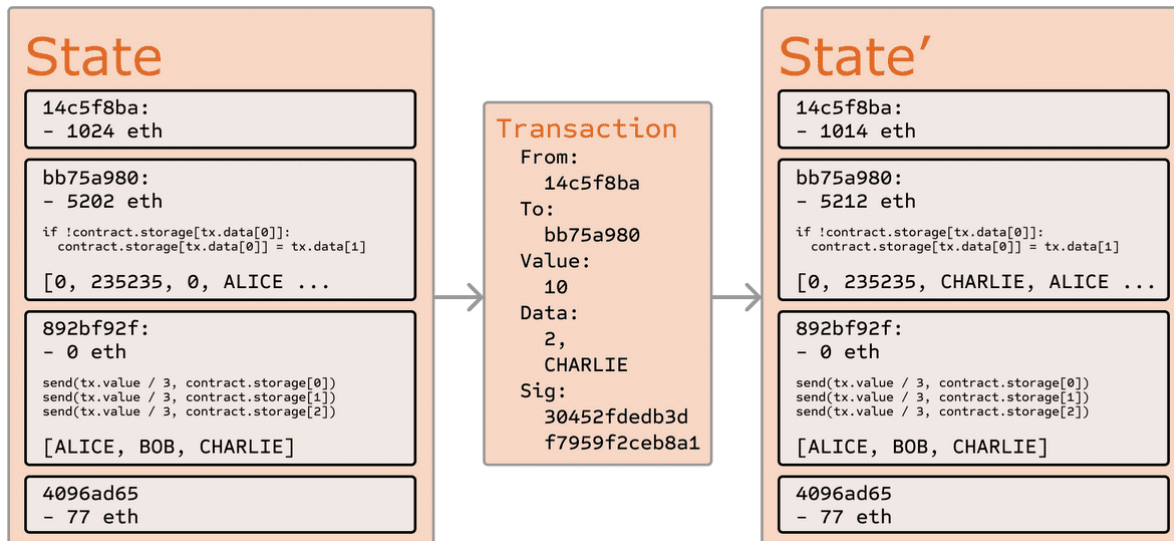 State
14c5f8ba:
- 1024 eth
bb75a980:
- 5202 eth
if !contract.storage[tx.data[0]]:
contract.storage[tx.data[0]] = tx.data[1]
[0, 235235, 0, ALICE ...
892bf92f:
- 0 eth
send(tx.value / 3, contract.storage[0])
send(tx.value / 3, contract.storage[1])
send(tx.value / 3, contract.storage[2])
[ALICE, BOB, CHARLIE]
4096ad65
- 77 eth
Transaction
From:
14c5f8ba
To:
bb75a980
Value:
10
Data:
2,
CHARLIE
Sig:
30452fdedb3d
f7959f2ceb8a1
State’
14c5f8ba:
- 1014 eth
bb75a980:
- 5212 eth
if !contract.storage[tx.data[0]]:
contract.storage[tx.data[0]] = tx.data[1]
[0, 235235, CHARLIE, ALICE ...
892bf92f:
- 0 eth
send(tx.value / 3, contract.storage[0])
send(tx.value / 3, contract.storage[1])
send(tx.value / 3, contract.storage[2])
[ALICE, BOB, CHARLIE]
4096ad65
- 77 eth